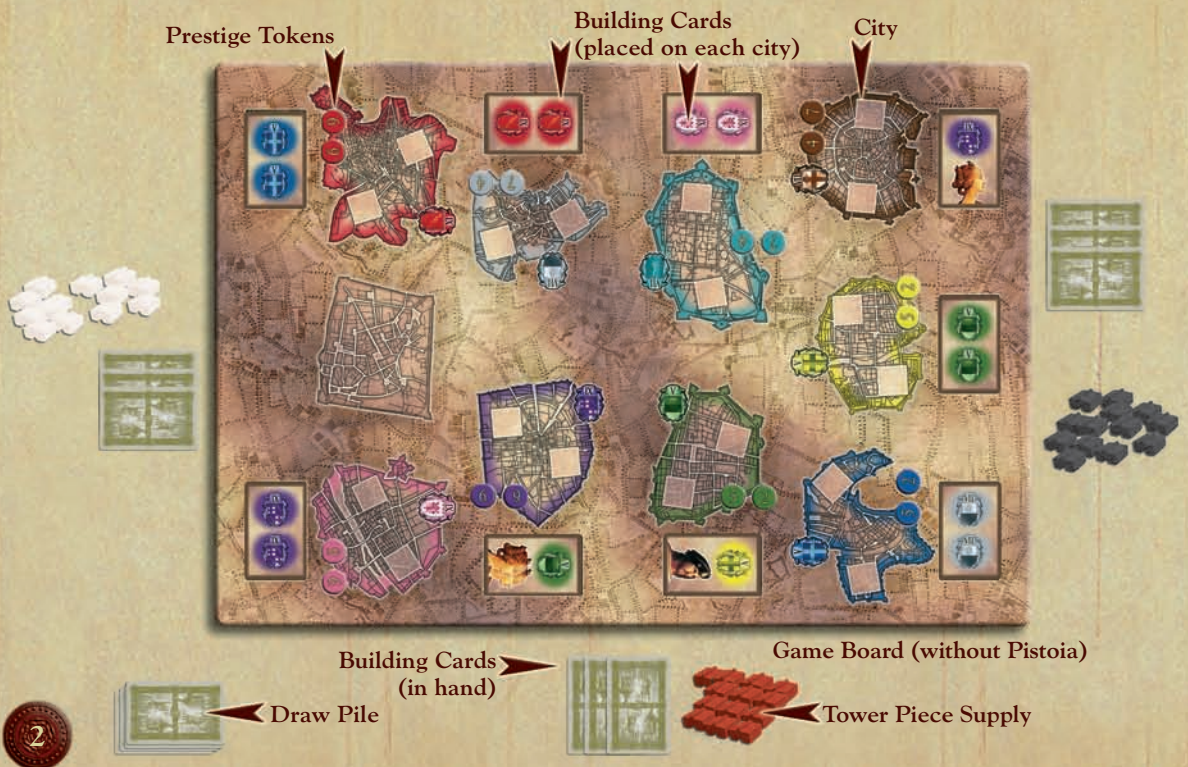 Prestige Tokens
Building Cards
(placed on each city)
City
Building Cards
(in hand)
Game Board (without Pistoia)
Draw Pile
Tower Piece Supply
2